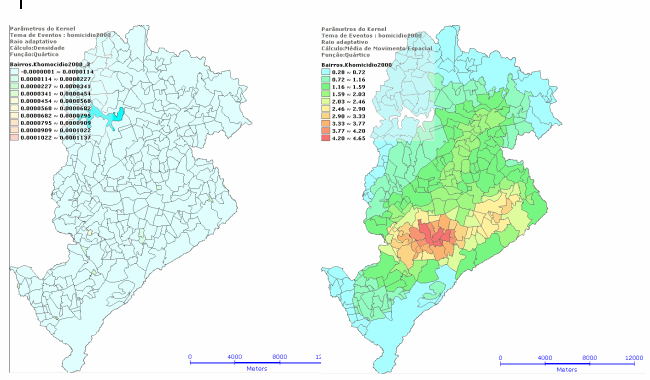 Parâmetros do Kernel
Tema de Eventos : homicidio2008
Raio adaptativo
Cálculo:Densidade
Função:Quártico
Bairros.Khomocidio2008_2
-0.0000001 ~ 0.0000114
0.0000114 ~ 0.0000227
0.0000227 ~ 0.0000341
0.0000341 ~ 0.0000454
0.0000454 ~ 0.0000568
0.0000568 ~ 0.0000682
0.0000682 ~ 0.0000795
0.0000795 ~ 0.0000909
0.0000909 ~ 0.0001022
0.0001022 ~ 0.0001137
0 4000 8000 12
Meters
Parâmetros do Kernel
Tema de Eventos : homicidio2008
Raio adaptativo
Cálculo:Média de Movimento Espacial
Função:Quártico
Bairros.Khomicidio2008
0.28 ~ 0.72
0.72 ~ 1.16
1.16 ~ 1.59
1.59 ~ 2.03
2.03 ~ 2.46
2.46 ~ 2.90
2.90 ~ 3.33
3.33 ~ 3.77
3.77 ~ 4.20
4.20 ~ 4.65
0 4000 8000 12000
Meters